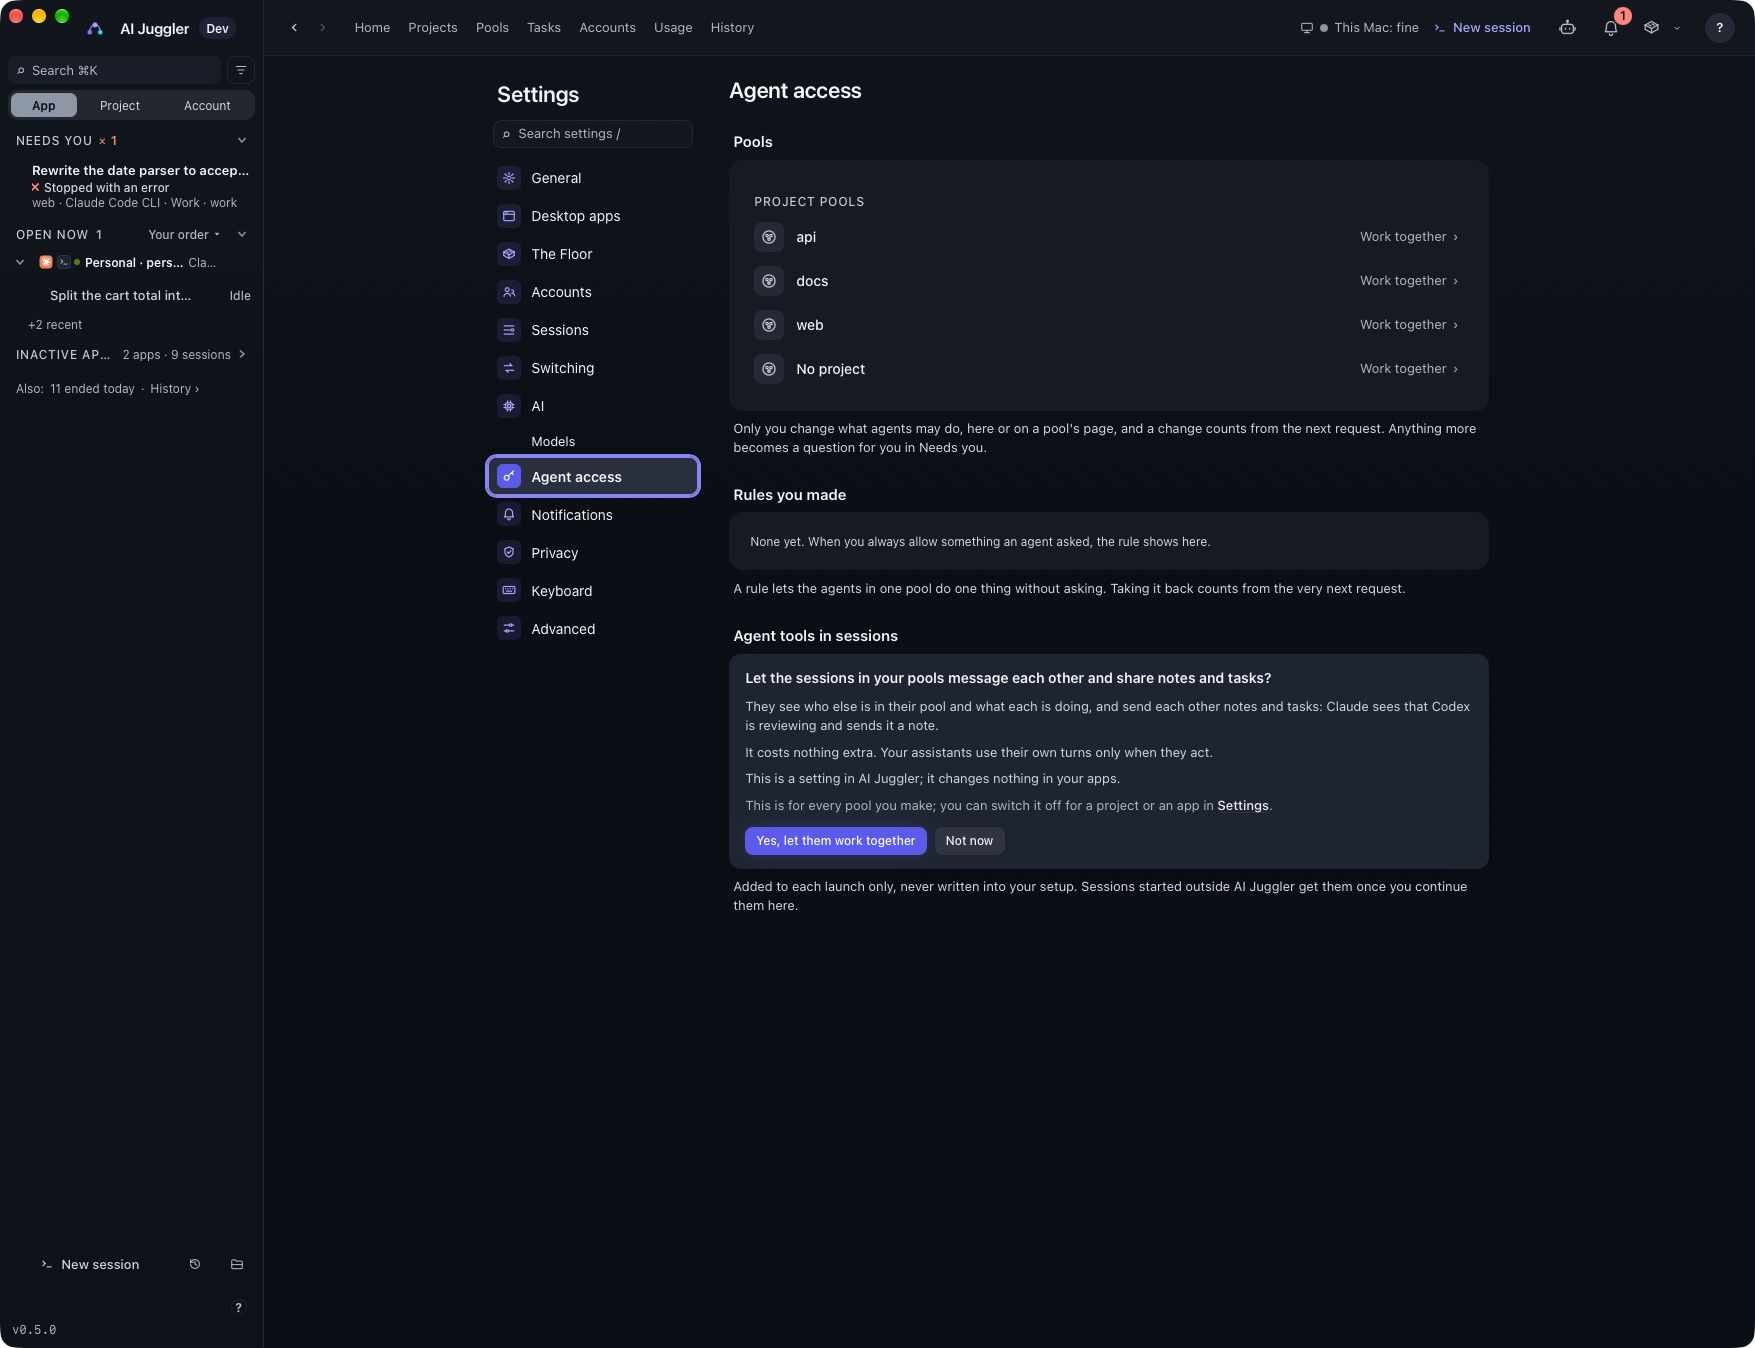 AI Juggler Dev
Search ⌘K
App Project Account
NEEDS YOU × 1
Rewrite the date parser to accep...
× Stopped with an error
web · Claude Code CLI · Work · work
OPEN NOW 1 Your order
Personal · pers... Cla...
Split the cart total int... Idle
+2 recent
INACTIVE AP... 2 apps · 9 sessions
Also: 11 ended today · History ›
New session
?
v0.5.0
Home Projects Pools Tasks Accounts Usage History
This Mac: fine New session 1 ?
Settings
Search settings /
General
Desktop apps
The Floor
Accounts
Sessions
Switching
AI
Models
Agent access
Notifications
Privacy
Keyboard
Advanced
Agent access
Pools
PROJECT POOLS
api Work together ›
docs Work together ›
web Work together ›
No project Work together ›
Only you change what agents may do, here or on a pool's page, and a change counts from the next request. Anything more
becomes a question for you in Needs you.
Rules you made
None yet. When you always allow something an agent asked, the rule shows here.
A rule lets the agents in one pool do one thing without asking. Taking it back counts from the very next request.
Agent tools in sessions
Let the sessions in your pools message each other and share notes and tasks?
They see who else is in their pool and what each is doing, and send each other notes and tasks: Claude sees that Codex
is reviewing and sends it a note.
It costs nothing extra. Your assistants use their own turns only when they act.
This is a setting in AI Juggler; it changes nothing in your apps.
This is for every pool you make; you can switch it off for a project or an app in Settings.
Yes, let them work together Not now
Added to each launch only, never written into your setup. Sessions started outside AI Juggler get them once you continue
them here.